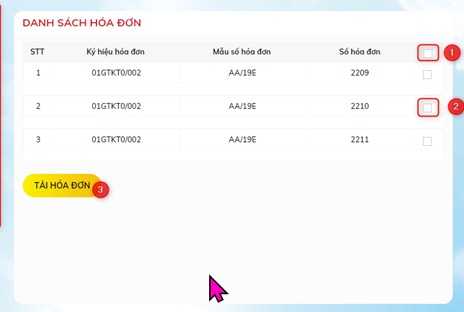 DANH SÁCH HÓA ĐƠN
STT Ký hiệu hóa đơn Mẫu số hóa đơn Số hóa đơn 1
1 01GTKT0/002 AA/19E 2209
2 01GTKT0/002 AA/19E 2210 2
3 01GTKT0/002 AA/19E 2211
TẢI HÓA ĐƠN 3